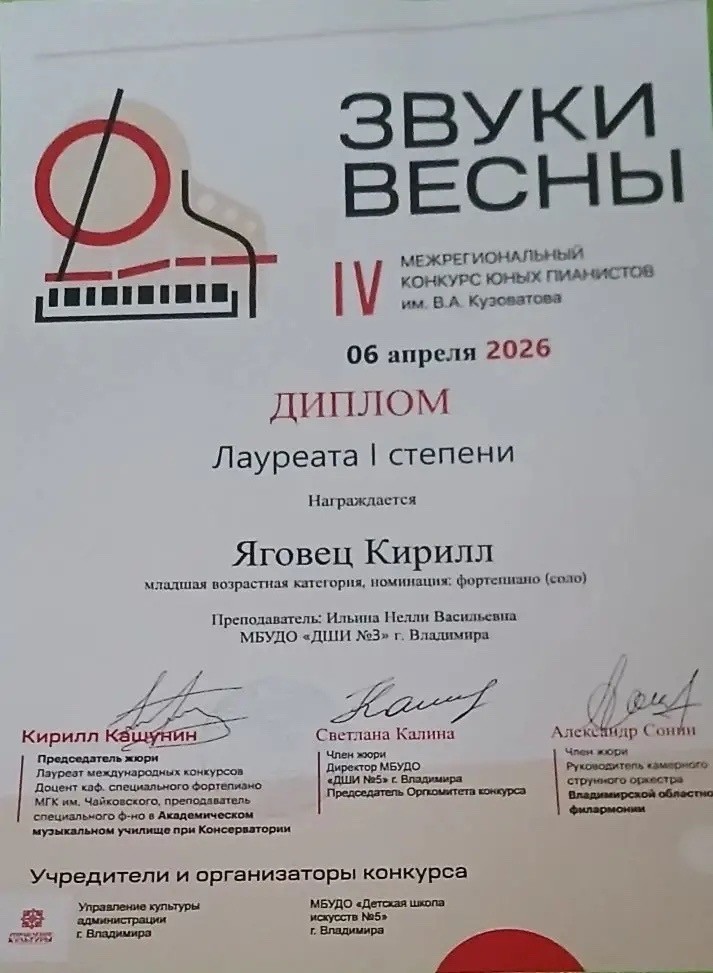 ЗВУКИ
ВЕСНЫ
IV
МЕЖРЕГИОНАЛЬНЫЙ
КОНКУРС ЮНЫХ ПИАНИСТОВ
им. В.А. Кузоватова
06 апреля 2026
ДИПЛОМ
Лауреата I степени
Награждается
Яговец Кирилл
младшая возрастная категория, номинация: фортепиано (соло)
Преподаватель: Ильина Нелли Васильевна
МБУДО «ДШИ №3» г. Владимира
Кирилл Кашунин
Председатель жюри
Лауреат международных конкурсов
Доцент каф. специального фортепиано
МГК им. Чайковского, преподаватель
специального ф-но в Академическом
музыкальном училище при Консерватории
Светлана Калина
Член жюри
Директор МБУДО
«ДШИ №5» г. Владимира
Председатель Оргкомитета конкурса
Александр Сонин
Член жюри
Руководитель камерного
струнного оркестра
Владимирской областно
филармонии
Учредители и организаторы конкурса
УПРАВЛЕНИЕ
КУЛЬТУРЫ
Управление культуры
администрации
г. Владимира
МБУДО «Детская школа
искусств №5»
г. Владимира